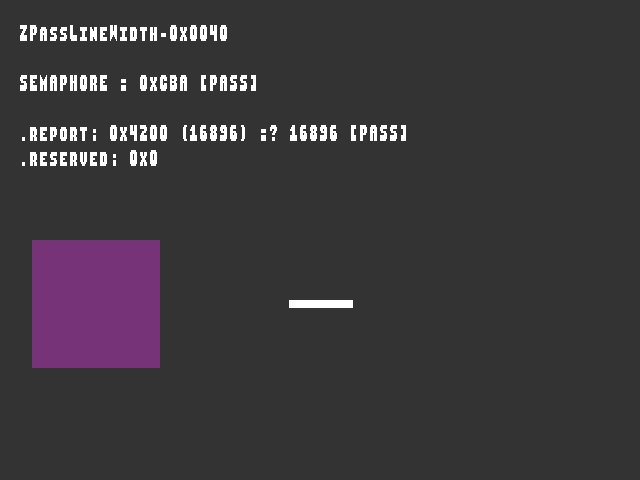 ZPassLineWidth-0x0040
SEMAPHORE : 0xCBA [PASS]
.REPORT: 0x4200 (16896) :? 16896 [PASS]
.RESERVED: 0x0